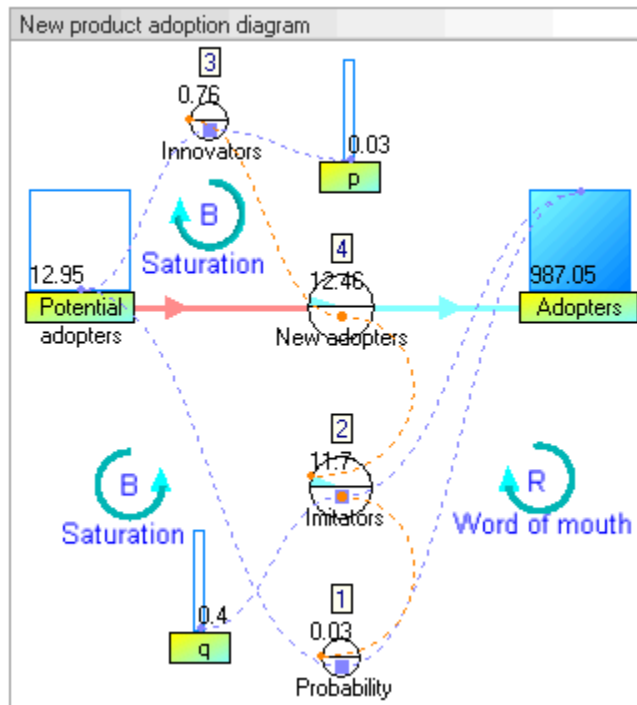 New product adoption diagram
3
0.76
Innovators
0.03
p
B
Saturation
4
12.95
12.46
987.05
Potential
adopters
New adopters
Adopters
2
11.7
Imitators
B
Saturation
R
Word of mouth
0.4
q
1
0.03
Probability